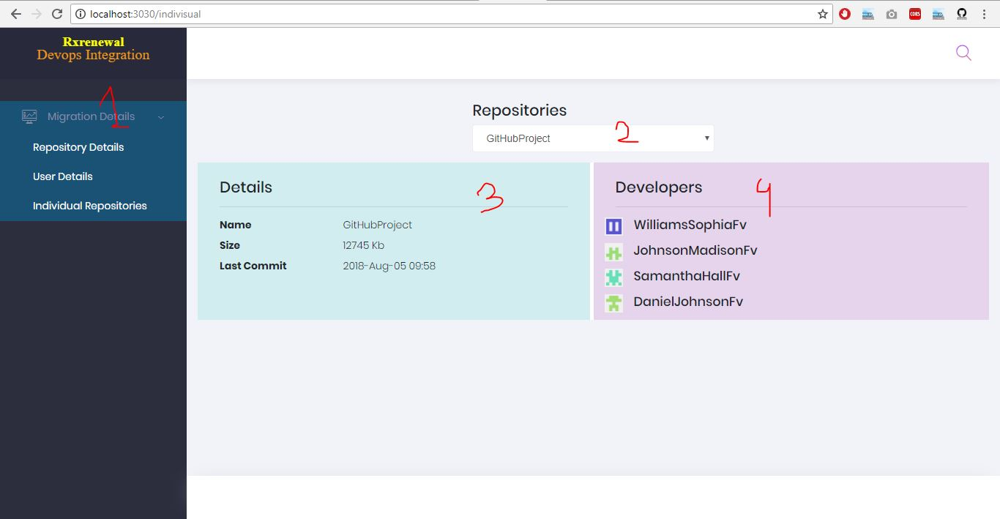 localhost:3030/indivisual
CORS
Rxrenewal
Devops Integration
1
Migration Details
Repository Details
User Details
Individual Repositories
Repositories
GitHubProject
2
Details
3
Name GitHubProject
Size 12745 Kb
Last Commit 2018-Aug-05 09:58
Developers
4
WilliamsSophiaFv
JohnsonMadisonFv
SamanthaHallFv
DanielJohnsonFv